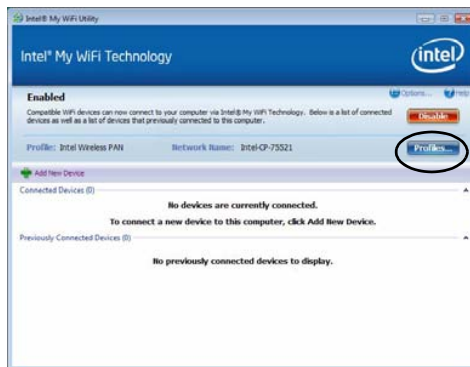 Intel® My WiFi Utility
Intel® My WiFi Technology
intel
Options... Help
Enabled
Compatible WiFi devices can now connect to your computer via Intel® My WiFi Technology. Below is a list of connected
devices as well as a list of devices that previously connected to this computer.
Disable
Profile: Intel Wireless PAN Network Name: Intel-CP-75521 Profiles...
Add New Device
Connected Devices (0)
No devices are currently connected.
To connect a new device to this computer, click Add New Device.
Previously Connected Devices (0)
No previously connected devices to display.